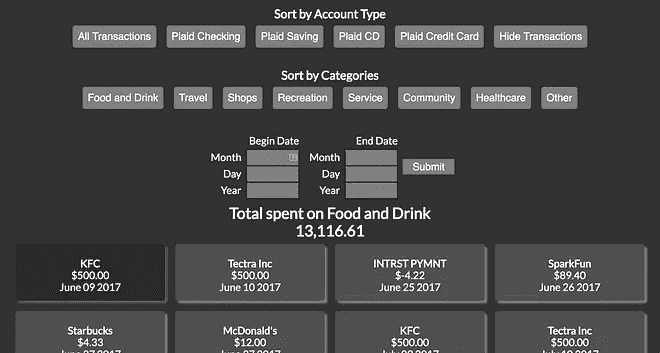 Sort by Account Type
All Transactions Plaid Checking Plaid Saving Plaid CD Plaid Credit Card Hide Transactions
Sort by Categories
Food and Drink Travel Shops Recreation Service Community Healthcare Other
Begin Date End Date
Month Month
Day Day Submit
Year Year
Total spent on Food and Drink
13,116.61
KFC Tectra Inc INTRST PYMNT SparkFun
$500.00 $500.00 $-4.22 $89.40
June 09 2017 June 10 2017 June 25 2017 June 26 2017
Starbucks McDonald's KFC Tectra Inc
$4.33 $12.00 $500.00 $500.00